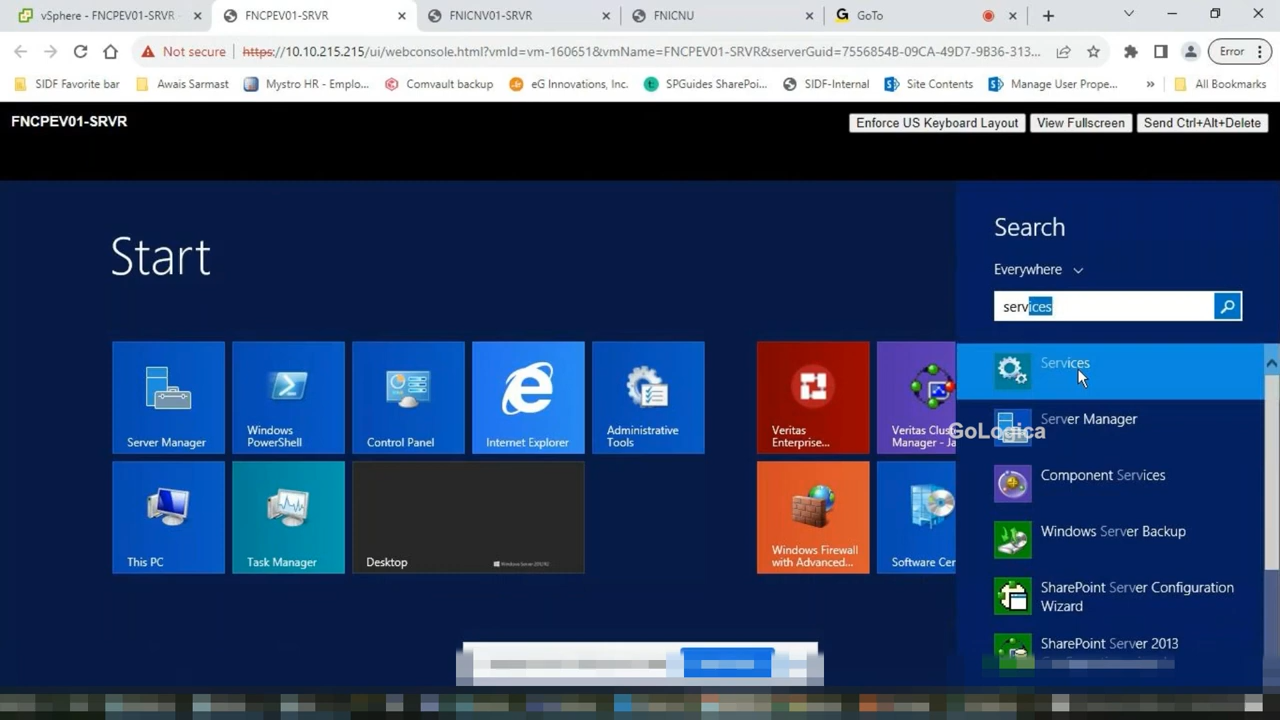 vSphere - FNCPEV01-SRVR -
FNCPEV01-SRVR
FNICNV01-SRVR
FNICNU
GoTo
Not secure
https://10.10.215.215/ui/webconsole.html?vmId=vm-160651&vmName=FNCPEV01-SRVR&serverGuid=7556854B-09CA-49D7-9B36-313...
Error
SIDF Favorite bar
Awais Sarmast
Mystro HR - Emplo...
Comvault backup
eG Innovations, Inc.
SPGuides SharePoi...
SIDF-Internal
Site Contents
Manage User Prope...
»
All Bookmarks
FNCPEV01-SRVR
Enforce US Keyboard Layout
View Fullscreen
Send Ctrl+Alt+Delete
Start
Server Manager
Windows
PowerShell
Control Panel
Internet Explorer
Administrative
Tools
Veritas
Enterprise...
Veritas Clus
Manager - Ja
This PC
Task Manager
Desktop
Windows Firewall
with Advanced...
Software Cen
Search
Everywhere
services
Services
Server Manager
GoLogica
Component Services
Windows Server Backup
SharePoint Server Configuration
Wizard
SharePoint Server 2013